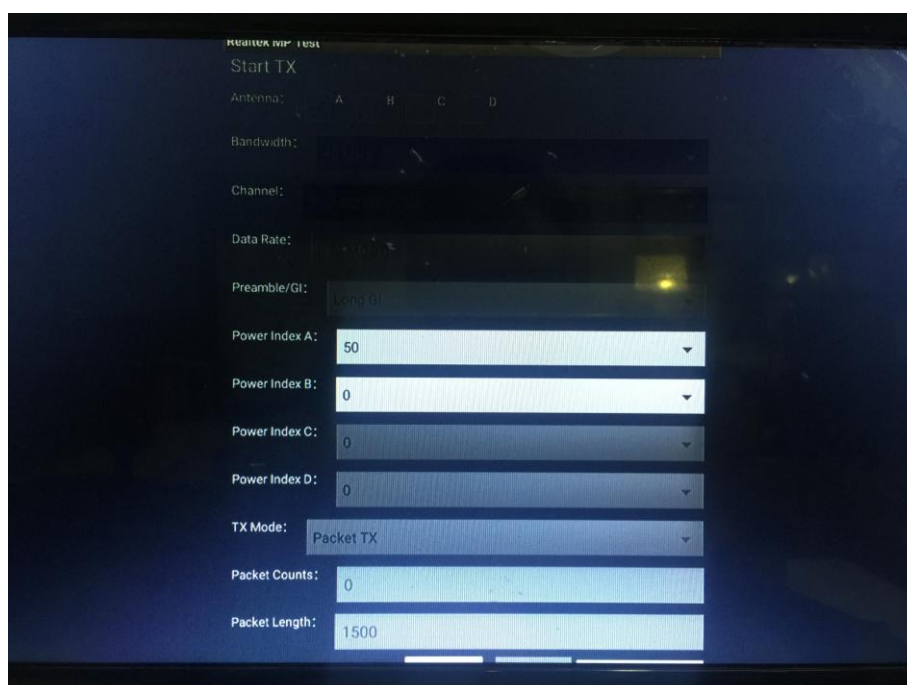 Realtek MP Test
Start TX
Antenna: A B C D
Bandwidth:
Channel:
Data Rate:
Preamble/GI: Long GI
Power Index A: 50
Power Index B: 0
Power Index C: 0
Power Index D: 0
TX Mode: Packet TX
Packet Counts: 0
Packet Length: 1500